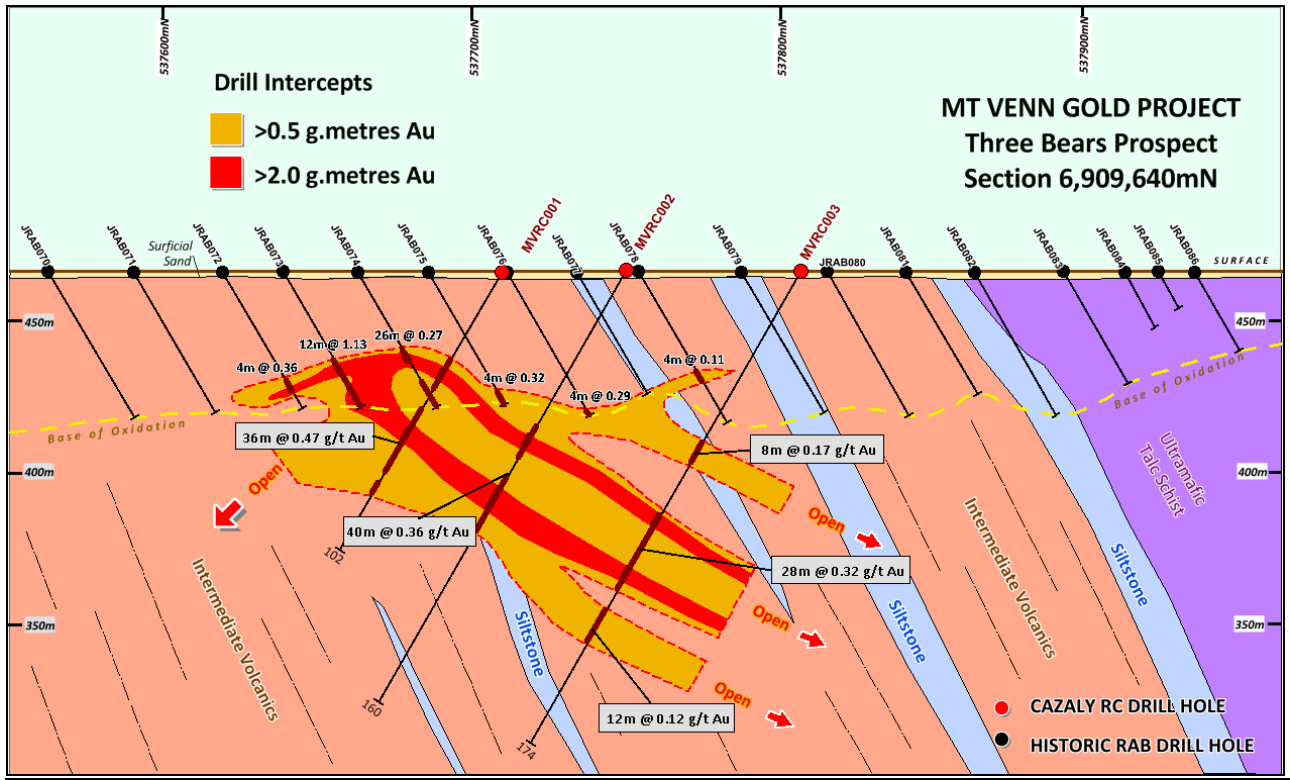 537600mN
537700mN
537800mN
537900mN
Drill Intercepts
>0.5 g.metres Au
>2.0 g.metres Au
MT VENN GOLD PROJECT
Three Bears Prospect
Section 6,909,640mN
JRAB070
JRAB071
Surficial
Sand
JRAB072
JRAB073
JRAB074
JRAB075
JRAB076
MVRC001
JRAB077
JRAB078
MVRC002
JRAB079
MVRC003
JRAB080
JRAB081
JRAB082
JRAB083
JRAB084
JRAB085
JRAB086
SURFACE
450m
450m
4m @ 0.36
12m @ 1.13
26m @ 0.27
4m @ 0.32
4m @ 0.29
4m @ 0.11
Base of Oxidation
Base of Oxidation
36m @ 0.47 g/t Au
8m @ 0.17 g/t Au
400m
400m
Open
40m @ 0.36 g/t Au
Open
102
28m @ 0.32 g/t Au
Ultramafic
Talc Schist
Intermediate Volcanics
Intermediate Volcanics
Siltstone
Siltstone
Siltstone
350m
350m
Open
Open
160
174
12m @ 0.12 g/t Au
CAZALY RC DRILL HOLE
HISTORIC RAB DRILL HOLE